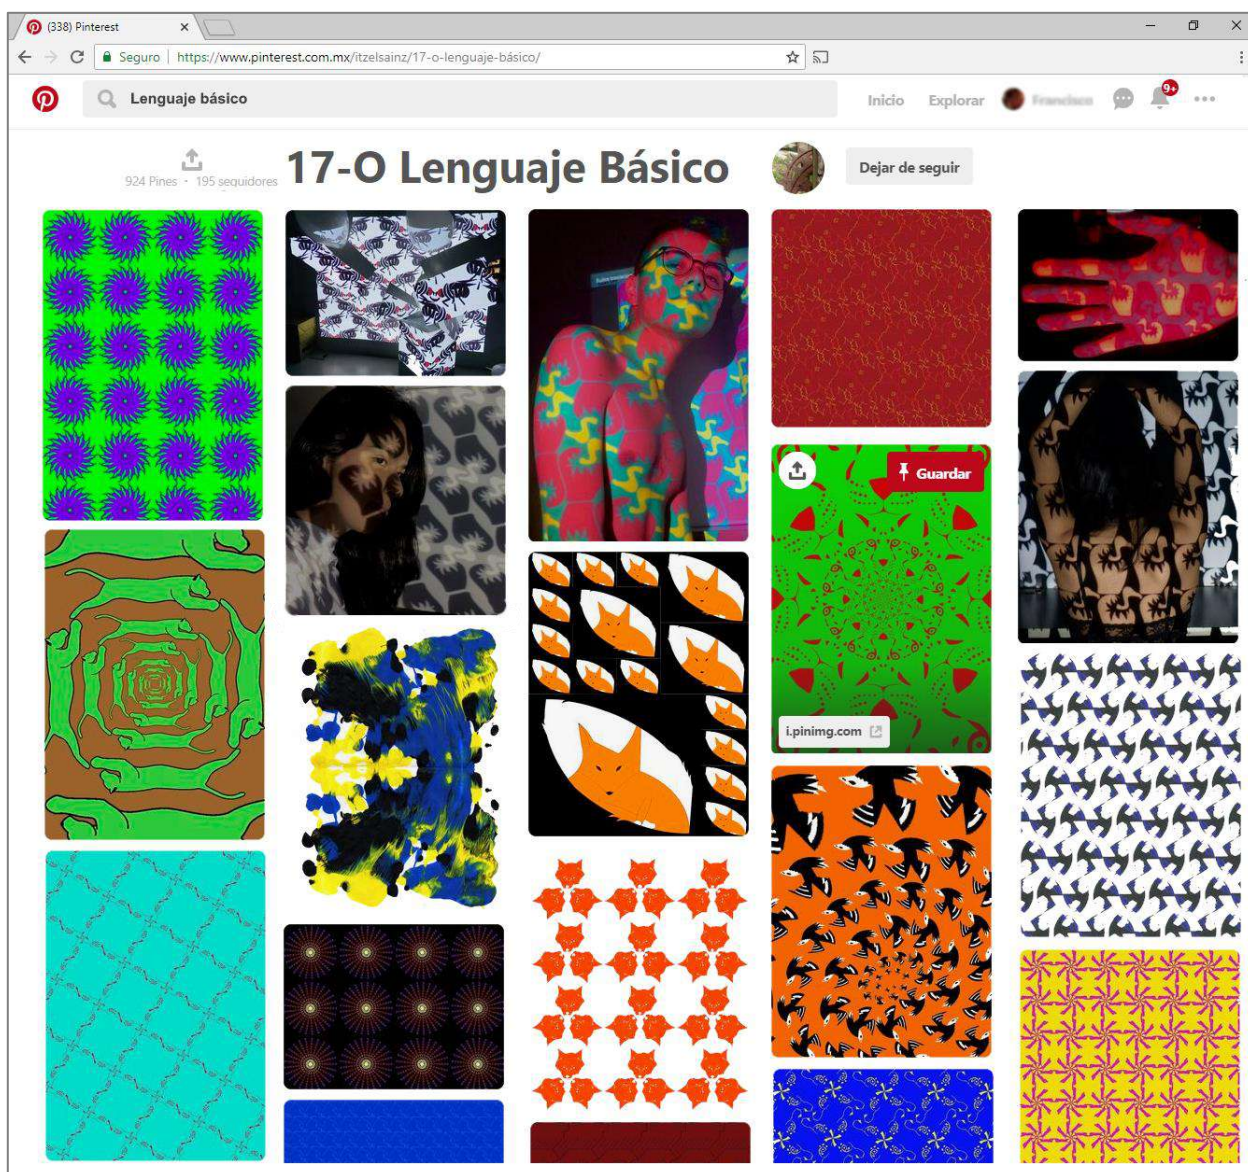 (338) Pinterest
Seguro | https://www.pinterest.com.mx/itzelsainz/17-o-lenguaje-básico/
Lenguaje básico
Inicio Explorar Francisco 9+
924 Pines · 195 seguidores 17-O Lenguaje Básico Dejar de seguir
Guardar
i.pinimg.com